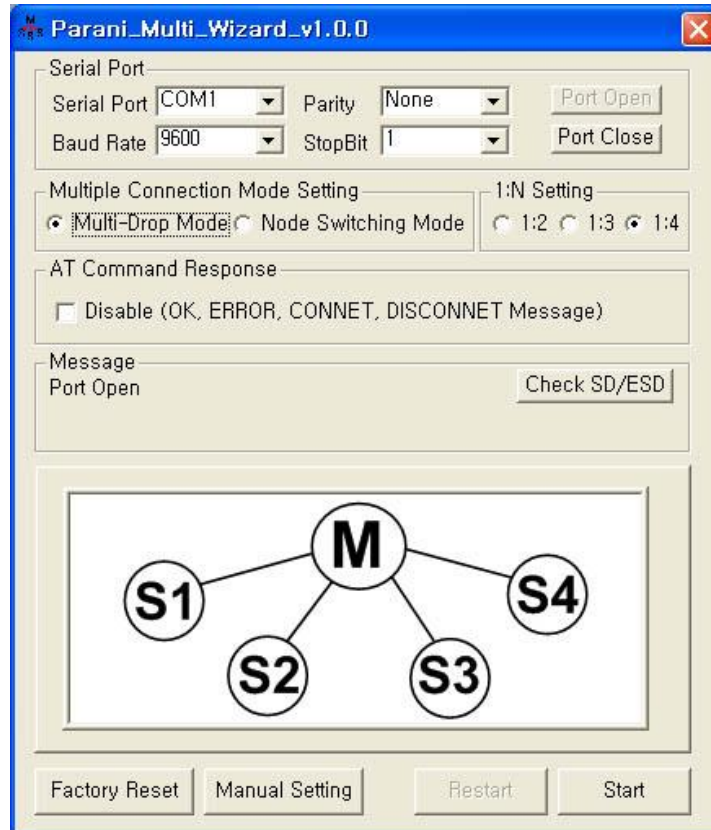 Parani_Multi_Wizard_v1.0.0
Serial Port
Serial Port COM1 Parity None Port Open
Baud Rate 9600 StopBit 1 Port Close
Multiple Connection Mode Setting 1:N Setting
Multi-Drop Mode Node Switching Mode 1:2 1:3 1:4
AT Command Response
Disable (OK, ERROR, CONNET, DISCONNET Message)
Message
Port Open Check SD/ESD
M
S1 S4
S2 S3
Factory Reset Manual Setting Restart Start